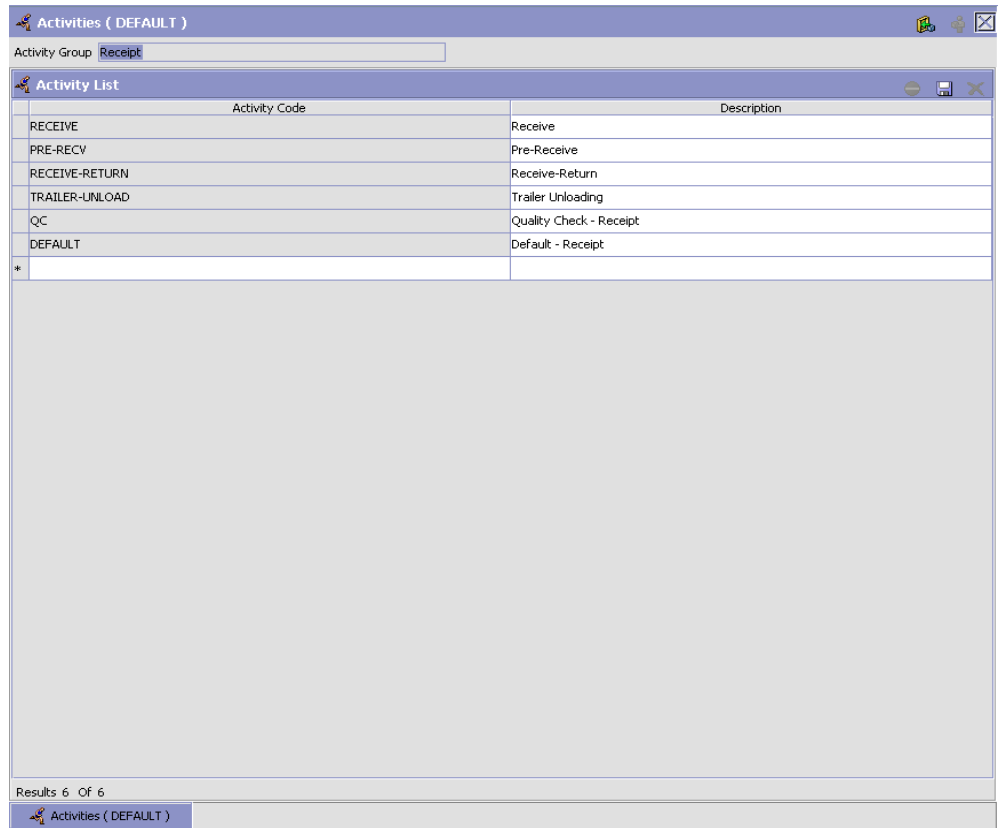 Activities ( DEFAULT )
Activity Group Receipt
Activity List
Activity Code Description
RECEIVE Receive
PRE-RECV Pre-Receive
RECEIVE-RETURN Receive-Return
TRAILER-UNLOAD Trailer Unloading
QC Quality Check - Receipt
DEFAULT Default - Receipt
*
Results 6 Of 6
Activities ( DEFAULT )